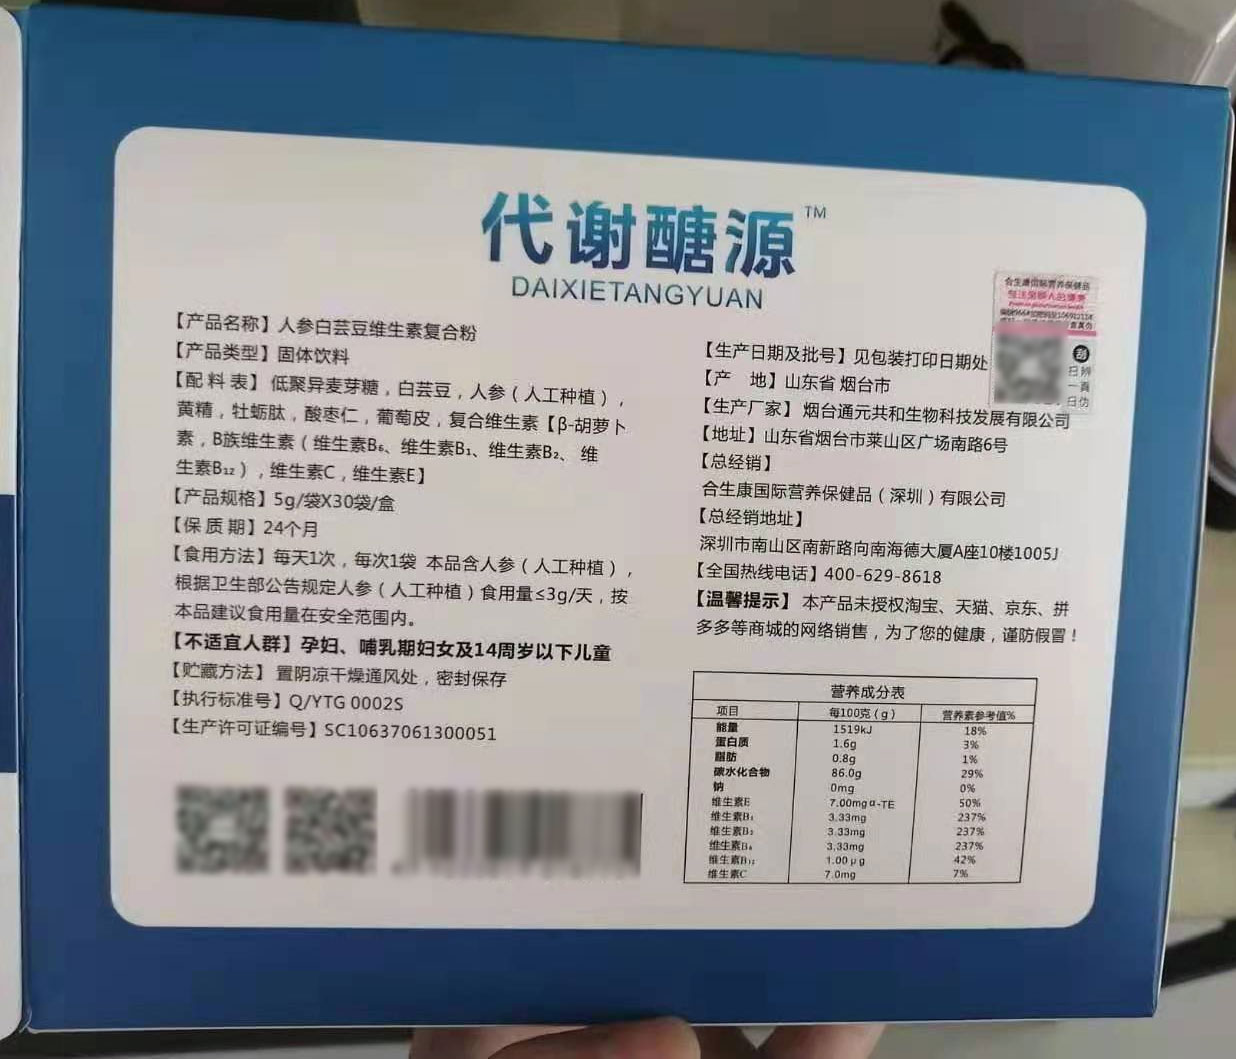 代谢醣源™
DAIXIETANGYUAN
【产品名称】人参白芸豆维生素复合粉
【产品类型】固体饮料
【配料表】低聚异麦芽糖，白芸豆，人参（人工种植），
黄精，牡蛎肽，酸枣仁，葡萄皮，复合维生素【β-胡萝卜
素，B族维生素（维生素B₆、维生素B₁、维生素B₂、维
生素B₁₂），维生素C，维生素E】
【产品规格】5g/袋X30袋/盒
【保质期】24个月
【食用方法】每天1次，每次1袋 本品含人参（人工种植），
根据卫生部公告规定人参（人工种植）食用量≤3g/天，按
本品建议食用量在安全范围内。
【不适宜人群】孕妇、哺乳期妇女及14周岁以下儿童
【贮藏方法】置阴凉干燥通风处，密封保存
【执行标准号】Q/YTG 0002S
【生产许可证编号】SC10637061300051
合生康国际营养保健品
【生产日期及批号】见包装打印日期处
【产 地】山东省 烟台市
【生产厂家】烟台通元共和生物科技发展有限公司
【地址】山东省烟台市莱山区广场南路6号
【总经销】
合生康国际营养保健品（深圳）有限公司
【总经销地址】
深圳市南山区南新路向南海德大厦A座10楼1005J
【全国热线电话】400-629-8618
【温馨提示】本产品未授权淘宝、天猫、京东、拼
多多等商城的网络销售，为了您的健康，谨防假冒！
刮
营养成分表
项目 每100克（g） 营养素参考值%
能量 1519kJ 18%
蛋白质 1.6g 3%
脂肪 0.8g 1%
碳水化合物 86.0g 29%
钠 0mg 0%
维生素E 7.00mgα-TE 50%
维生素B₁ 3.33mg 237%
维生素B₂ 3.33mg 237%
维生素B₆ 3.33mg 237%
维生素B₁₂ 1.00μg 42%
维生素C 7.0mg 7%